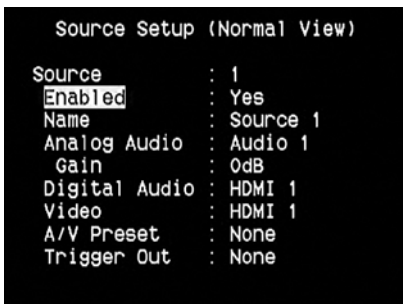 Source Setup (Normal View)
Source : 1
Enabled : Yes
Name : Source 1
Analog Audio : Audio 1
Gain : 0dB
Digital Audio : HDMI 1
Video : HDMI 1
A/V Preset : None
Trigger Out : None